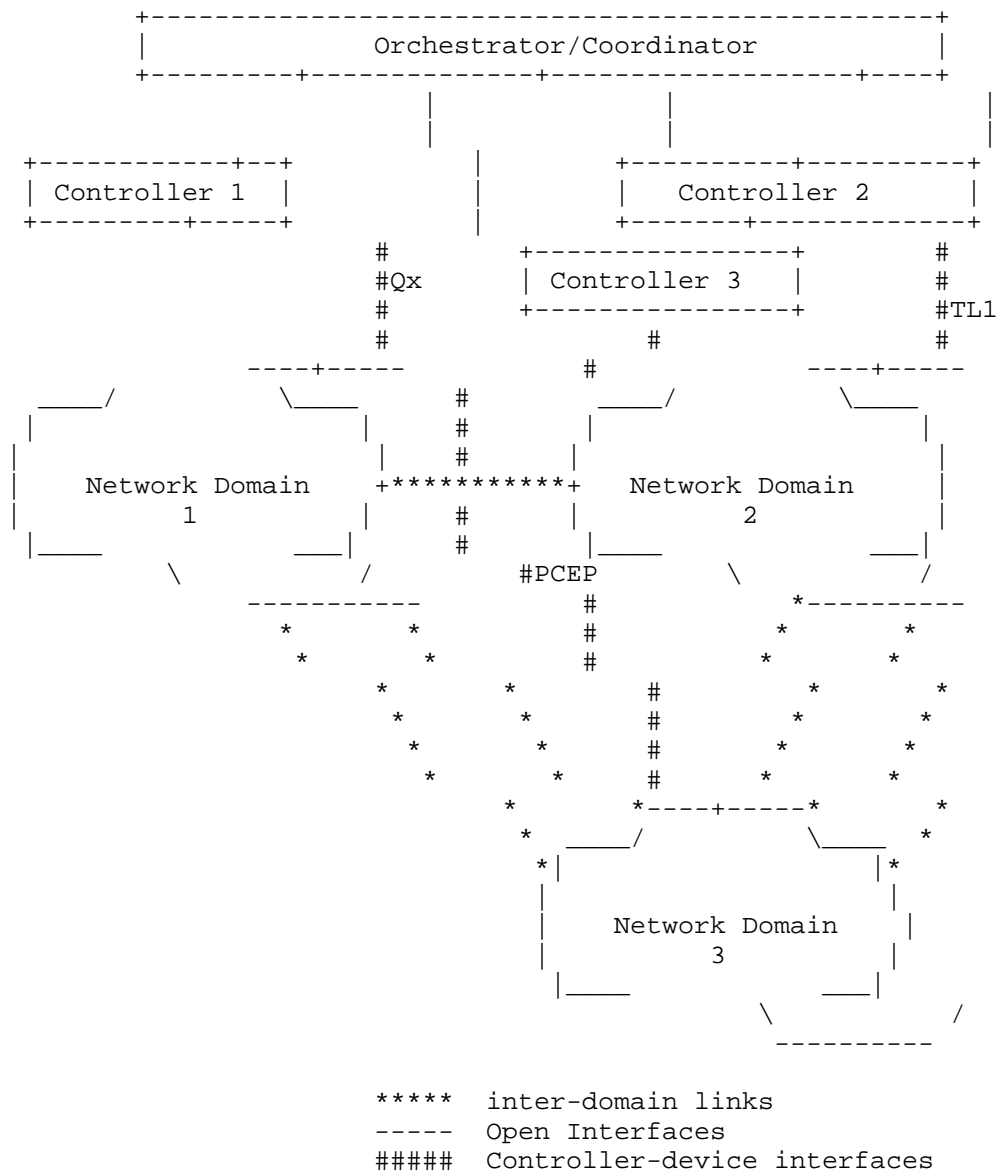 Orchestrator/Coordinator
Controller 1
Controller 2
#Qx
Controller 3
#TL1
Network Domain
1
Network Domain
2
#PCEP
Network Domain
3
***** inter-domain links
----- Open Interfaces
##### Controller-device interfaces